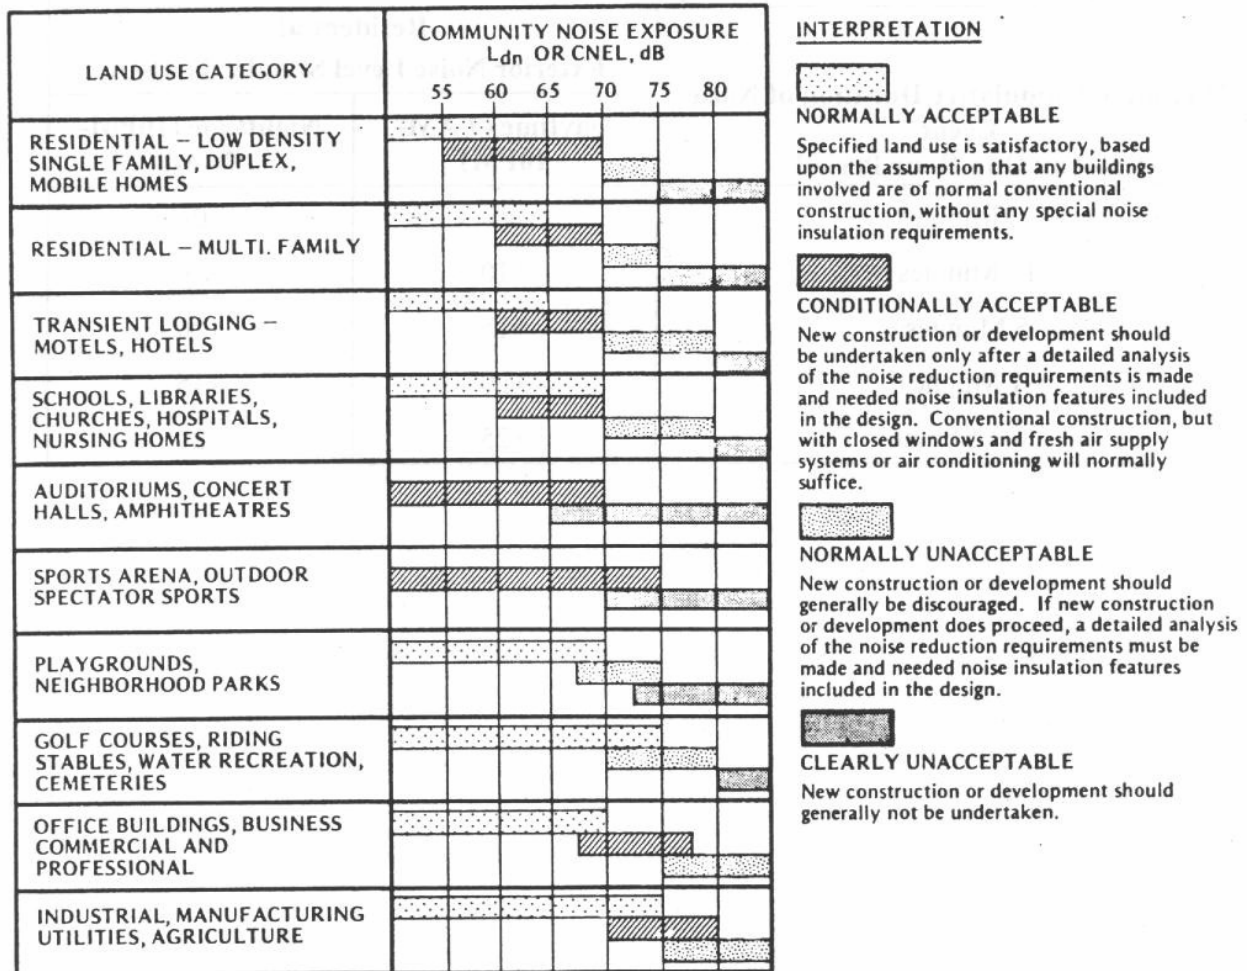 COMMUNITY NOISE EXPOSURE
Ldn OR CNEL, dB
LAND USE CATEGORY
55 60 65 70 75 80
RESIDENTIAL – LOW DENSITY
SINGLE FAMILY, DUPLEX,
MOBILE HOMES
RESIDENTIAL – MULTI. FAMILY
TRANSIENT LODGING –
MOTELS, HOTELS
SCHOOLS, LIBRARIES,
CHURCHES, HOSPITALS,
NURSING HOMES
AUDITORIUMS, CONCERT
HALLS, AMPHITHEATRES
SPORTS ARENA, OUTDOOR
SPECTATOR SPORTS
PLAYGROUNDS,
NEIGHBORHOOD PARKS
GOLF COURSES, RIDING
STABLES, WATER RECREATION,
CEMETERIES
OFFICE BUILDINGS, BUSINESS
COMMERCIAL AND
PROFESSIONAL
INDUSTRIAL, MANUFACTURING
UTILITIES, AGRICULTURE
INTERPRETATION
NORMALLY ACCEPTABLE
Specified land use is satisfactory, based
upon the assumption that any buildings
involved are of normal conventional
construction, without any special noise
insulation requirements.
CONDITIONALLY ACCEPTABLE
New construction or development should
be undertaken only after a detailed analysis
of the noise reduction requirements is made
and needed noise insulation features included
in the design. Conventional construction, but
with closed windows and fresh air supply
systems or air conditioning will normally
suffice.
NORMALLY UNACCEPTABLE
New construction or development should
generally be discouraged. If new construction
or development does proceed, a detailed analysis
of the noise reduction requirements must be
made and needed noise insulation features
included in the design.
CLEARLY UNACCEPTABLE
New construction or development should
generally not be undertaken.